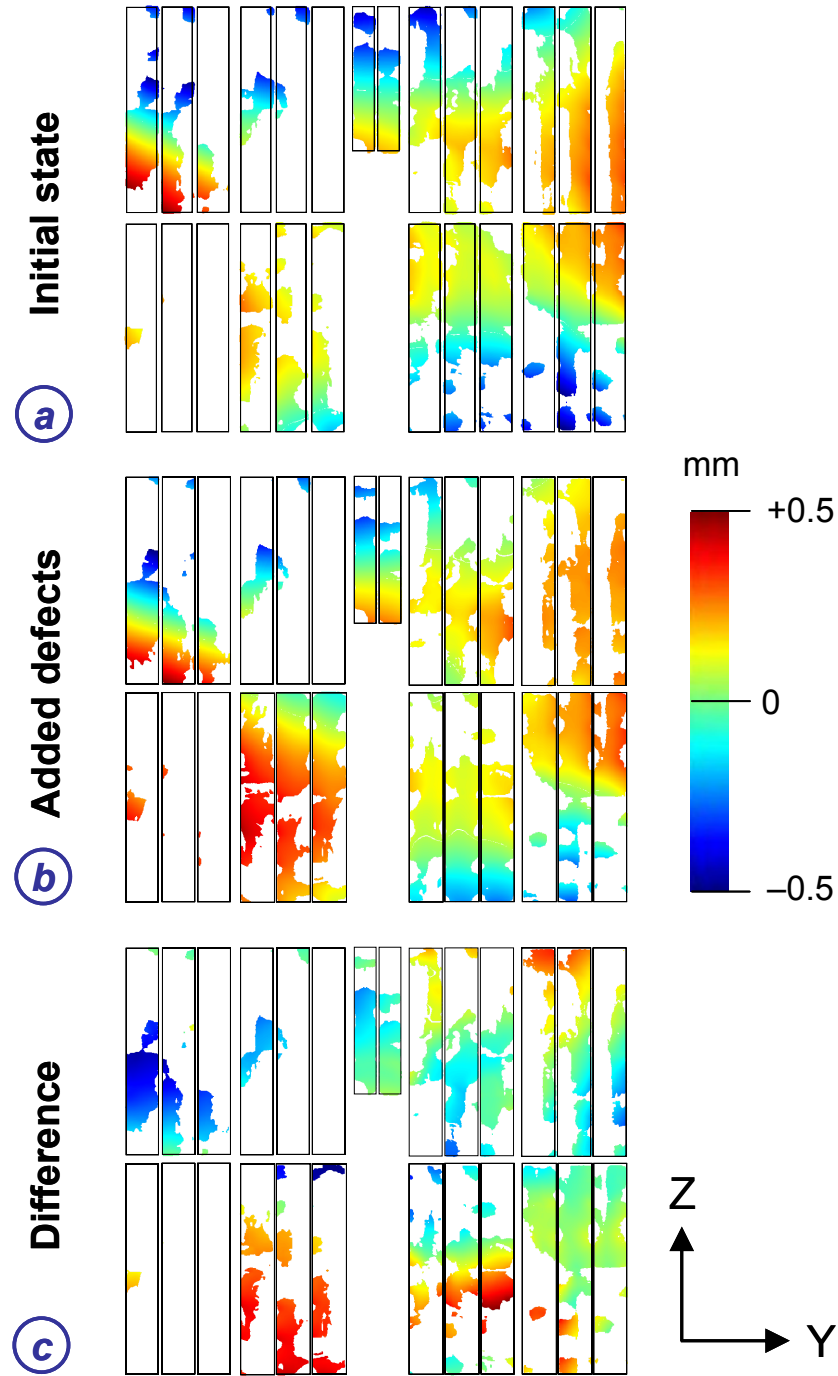 Initial state
a
mm
+0.5
Added defects
0
b
–0.5
Difference
Z
c
Y